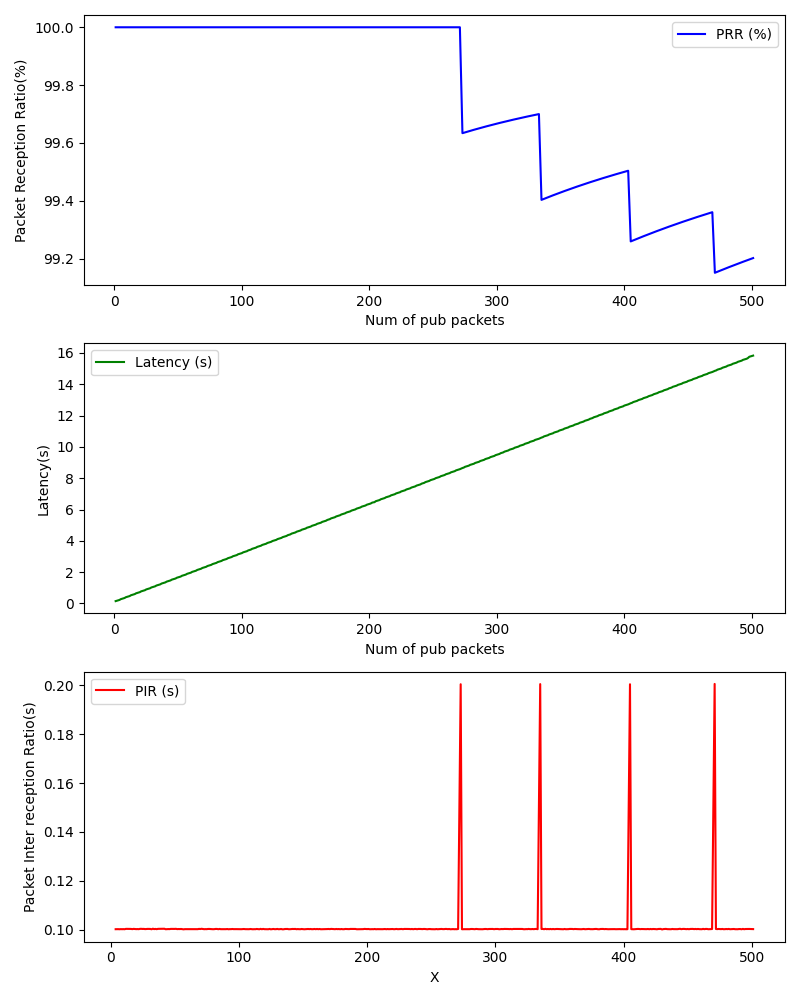 100.0
99.8
99.6
99.4
99.2
Packet Reception Ratio(%)
PRR (%)
0 100 200 300 400 500
Num of pub packets
16
14
12
10
8
6
4
2
0
Latency(s)
Latency (s)
0 100 200 300 400 500
Num of pub packets
0.20
0.18
0.16
0.14
0.12
0.10
Packet Inter reception Ratio(s)
PIR (s)
0 100 200 300 400 500
X